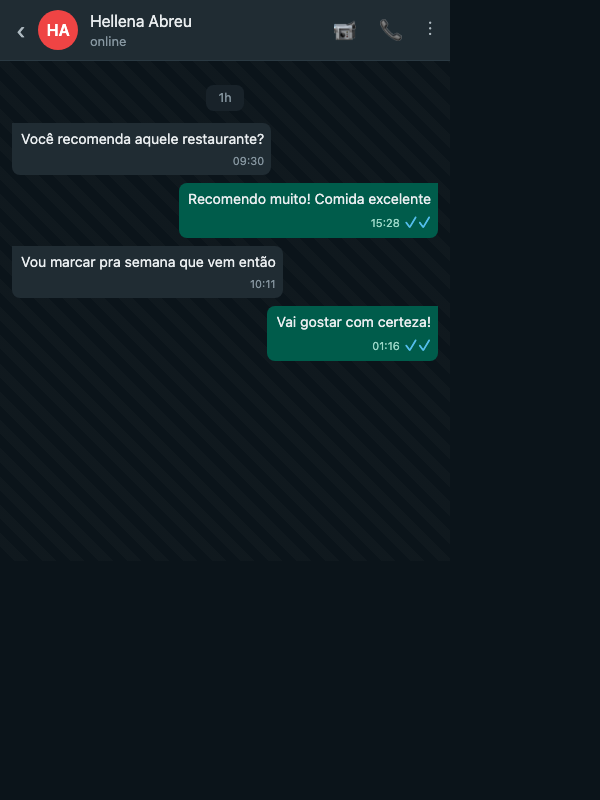 HA
Hellena Abreu
online
1h
Você recomenda aquele restaurante?
09:30
Recomendo muito! Comida excelente
15:28
Vou marcar pra semana que vem então
10:11
Vai gostar com certeza!
01:16